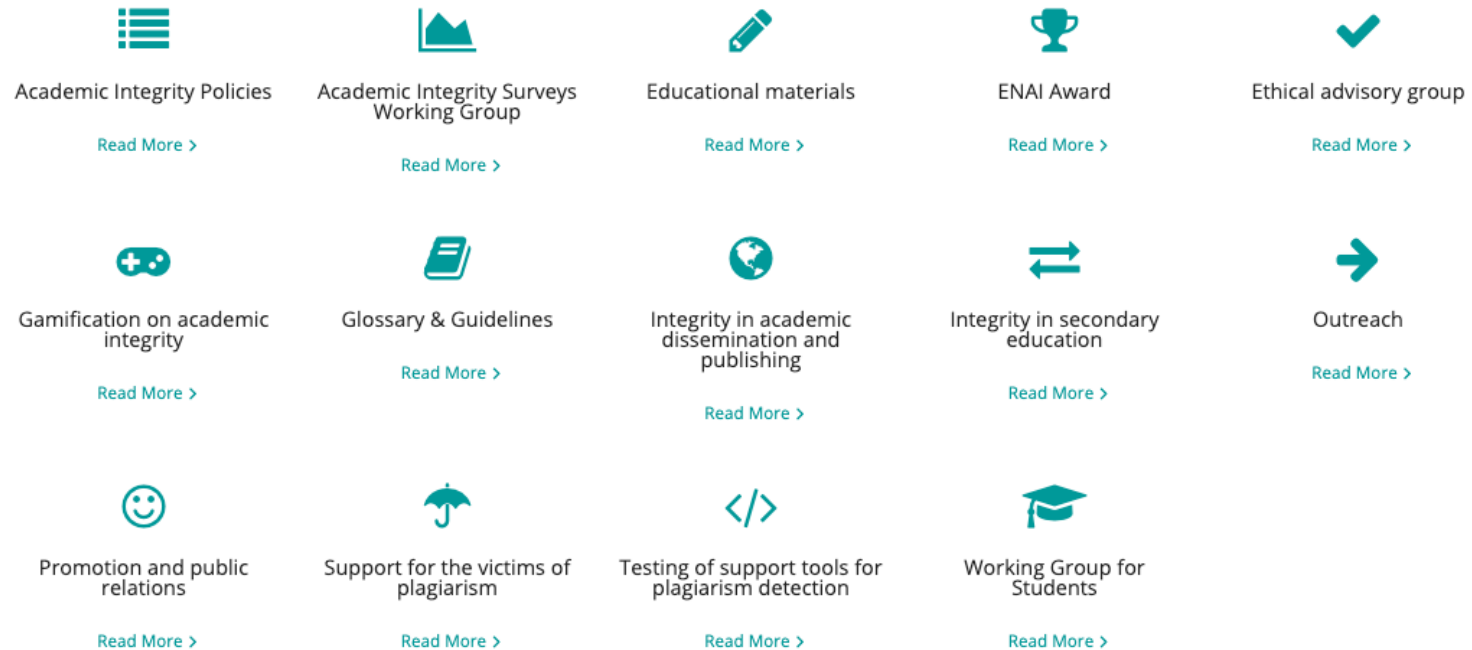 Academic Integrity Policies
Read More >
Academic Integrity Surveys
Working Group
Read More >
Educational materials
Read More >
ENAI Award
Read More >
Ethical advisory group
Read More >
Gamification on academic
integrity
Read More >
Glossary & Guidelines
Read More >
Integrity in academic
dissemination and
publishing
Read More >
Integrity in secondary
education
Read More >
Outreach
Read More >
Promotion and public
relations
Read More >
Support for the victims of
plagiarism
Read More >
Testing of support tools for
plagiarism detection
Read More >
Working Group for
Students
Read More >